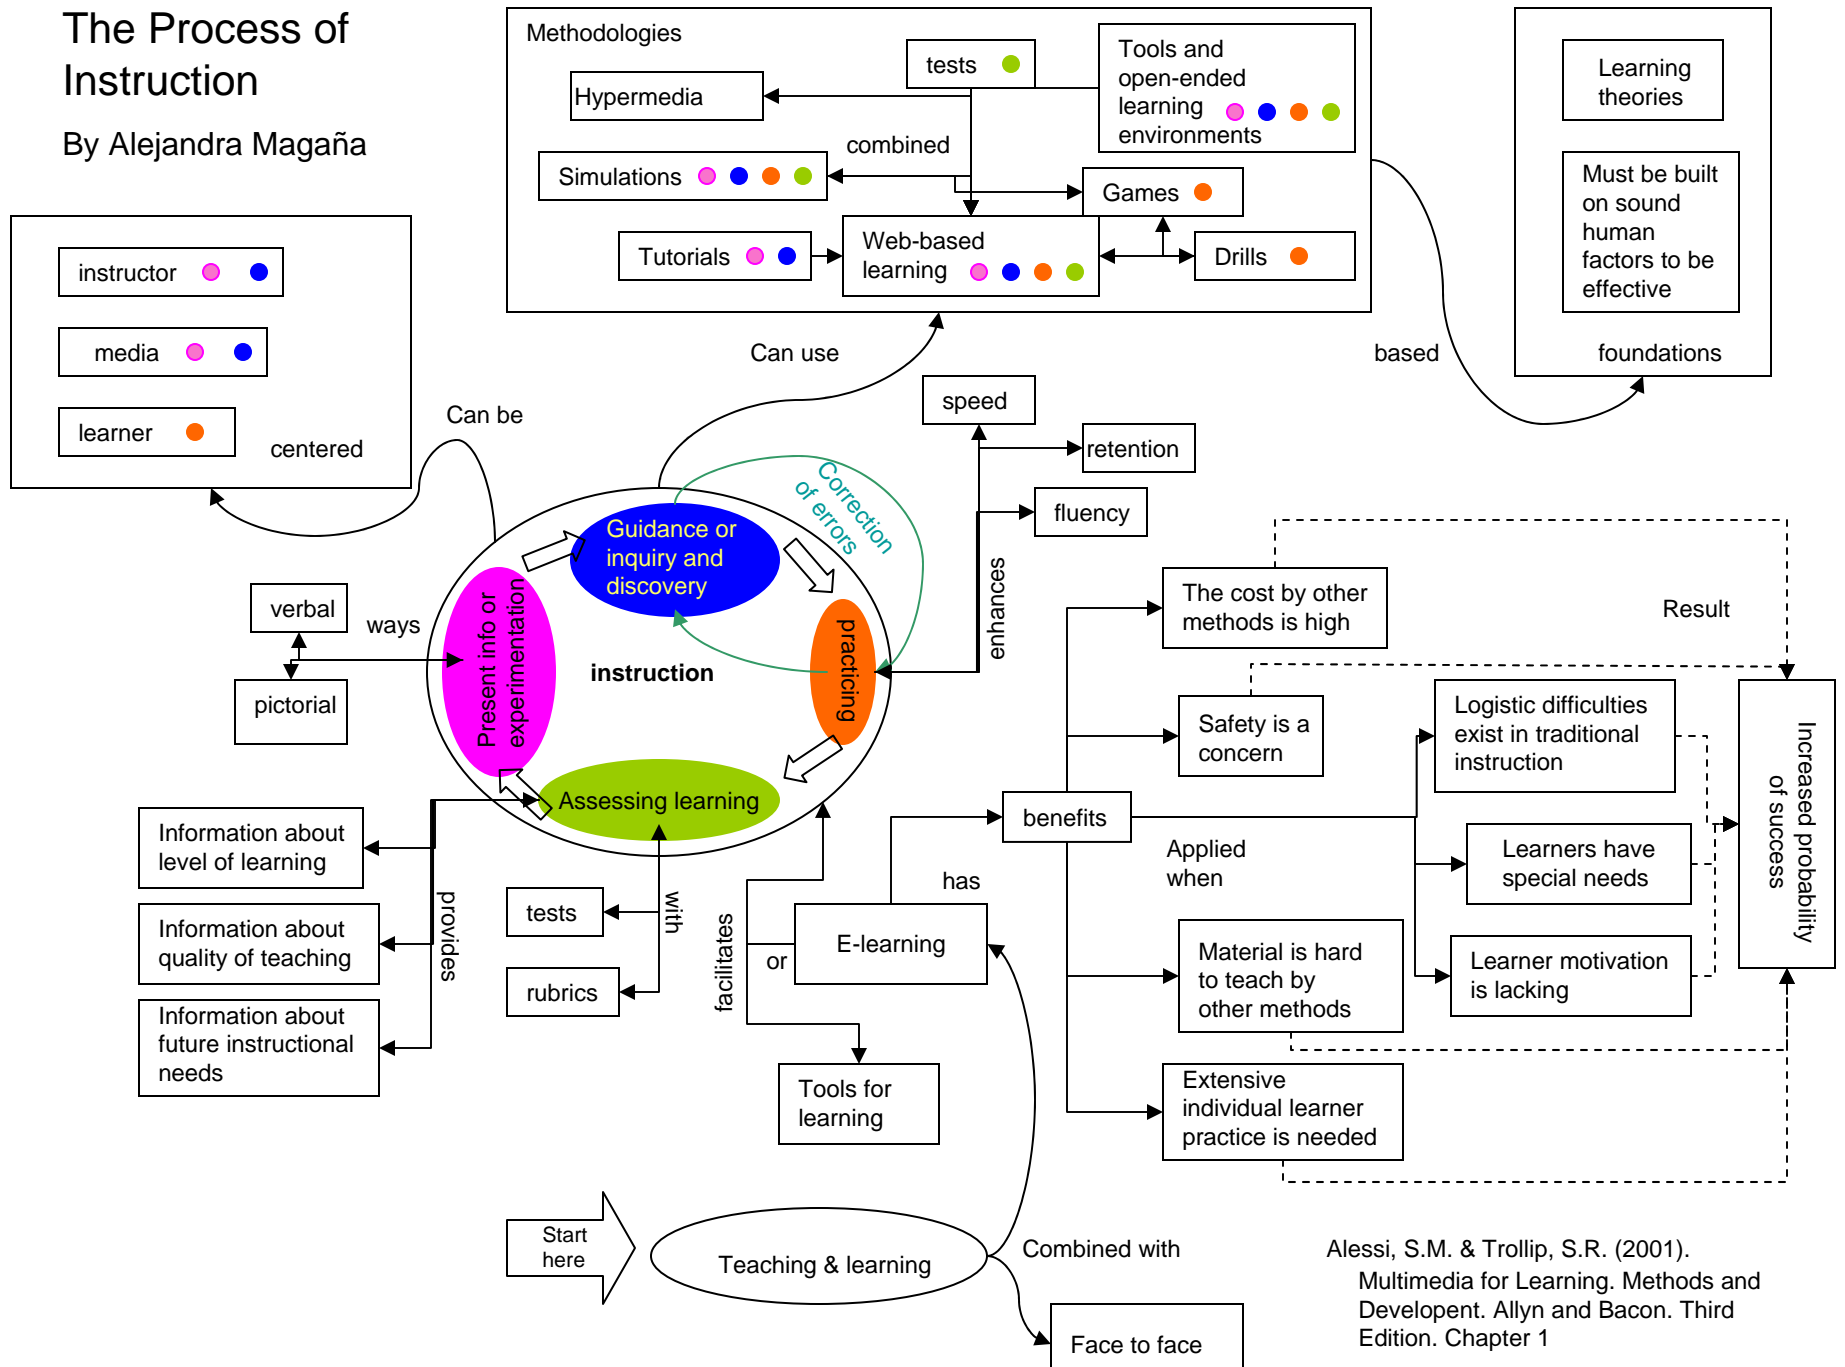 The Process of
Instruction
By Alejandra Magaña
Methodologies
tests
Tools and
open-ended
learning
environments
Hypermedia
combined
Simulations
Games
Tutorials
Web-based
learning
Drills
Learning
theories
Must be built
on sound
human
factors to be
effective
foundations
instructor
media
learner
centered
Can be
Can use
based
speed
retention
fluency
enhances
Correction
of errors
Guidance or
inquiry and
discovery
practicing
instruction
Present info or
experimentation
Assessing learning
verbal
ways
pictorial
Information about
level of learning
Information about
quality of teaching
Information about
future instructional
needs
provides
tests
rubrics
with
facilitates
or
E-learning
has
Tools for
learning
benefits
Applied
when
The cost by other
methods is high
Safety is a
concern
Material is hard
to teach by
other methods
Extensive
individual learner
practice is needed
Logistic difficulties
exist in traditional
instruction
Learners have
special needs
Learner motivation
is lacking
Result
Increased probability
of success
Start
here
Teaching & learning
Combined with
Face to face
Alessi, S.M. & Trollip, S.R. (2001).
Multimedia for Learning. Methods and
Developent. Allyn and Bacon. Third
Edition. Chapter 1